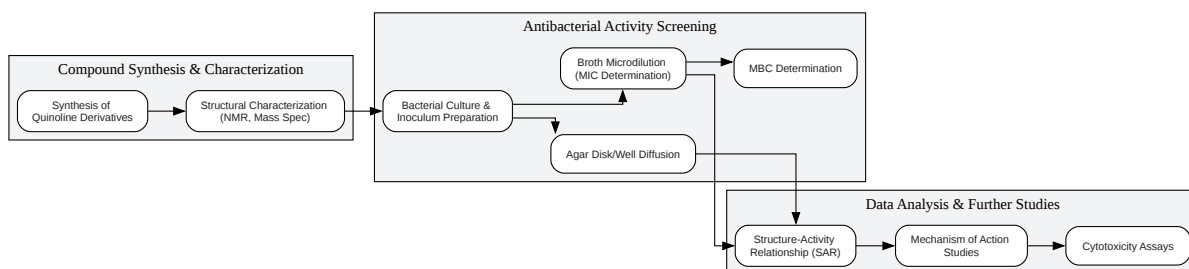 Compound Synthesis & Characterization
Synthesis of
Quinoline Derivatives
Structural Characterization
(NMR, Mass Spec)
Antibacterial Activity Screening
Bacterial Culture &
Inoculum Preparation
Broth Microdilution
(MIC Determination)
MBC Determination
Agar Disk/Well Diffusion
Data Analysis & Further Studies
Structure-Activity
Relationship (SAR)
Mechanism of Action
Studies
Cytotoxicity Assays